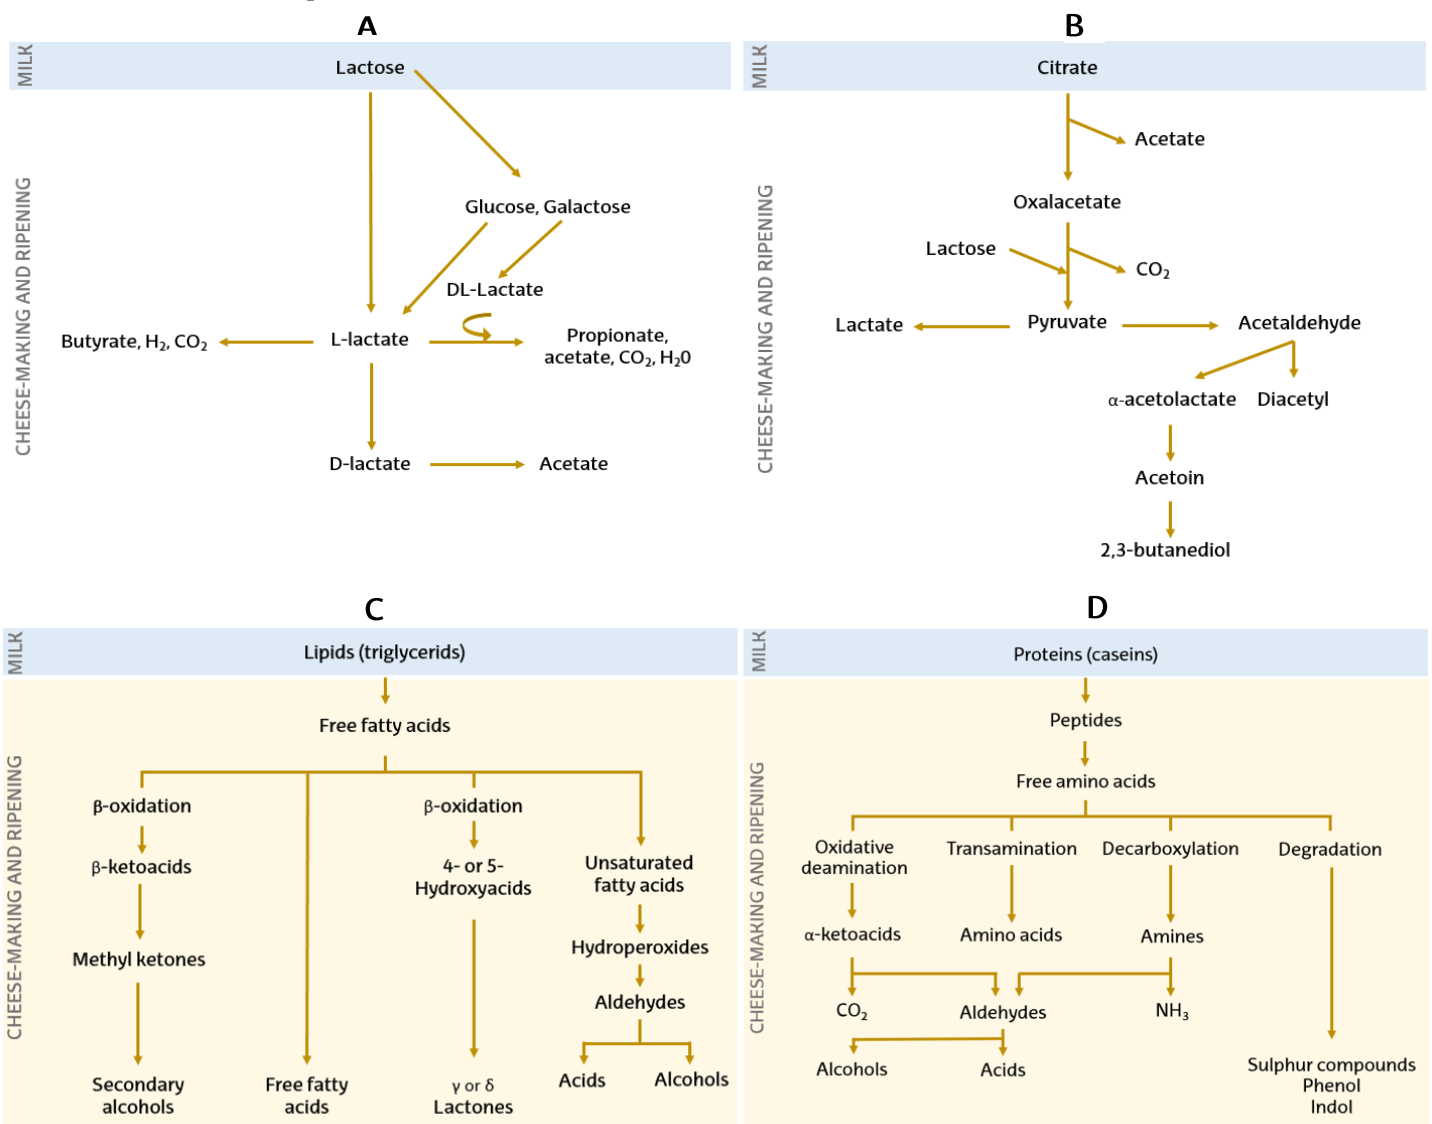 A
MILK
Lactose
CHEESE-MAKING AND RIPENING
Glucose, Galactose
DL-Lactate
Butyrate, H₂, CO₂
L-lactate
Propionate,
acetate, CO₂, H₂0
D-lactate
Acetate
B
MILK
Citrate
CHEESE-MAKING AND RIPENING
Acetate
Oxalacetate
Lactose
CO₂
Lactate
Pyruvate
Acetaldehyde
α-acetolactate
Diacetyl
Acetoin
2,3-butanediol
C
MILK
Lipids (triglycerids)
CHEESE-MAKING AND RIPENING
Free fatty acids
β-oxidation
β-oxidation
β-ketoacids
4- or 5-
Hydroxyacids
Unsaturated
fatty acids
Methyl ketones
Hydroperoxides
Aldehydes
Secondary
alcohols
Free fatty
acids
γ or δ
Lactones
Acids
Alcohols
D
MILK
Proteins (caseins)
CHEESE-MAKING AND RIPENING
Peptides
Free amino acids
Oxidative
deamination
Transamination
Decarboxylation
Degradation
α-ketoacids
Amino acids
Amines
CO₂
Aldehydes
NH₃
Alcohols
Acids
Sulphur compounds
Phenol
Indol